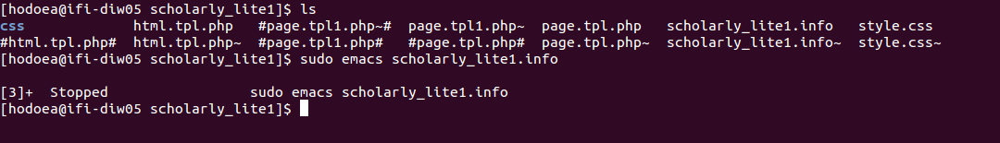 [hodoea@ifi-diw05 scholarly_lite1]$ ls
css             html.tpl.php   #page.tpl1.php~#  page.tpl1.php~  page.tpl.php   scholarly_lite1.info   style.css
#html.tpl.php#  html.tpl.php~  #page.tpl1.php#   #page.tpl.php#  page.tpl.php~  scholarly_lite1.info~  style.css~
[hodoea@ifi-diw05 scholarly_lite1]$ sudo emacs scholarly_lite1.info
[3]+  Stopped                 sudo emacs scholarly_lite1.info
[hodoea@ifi-diw05 scholarly_lite1]$